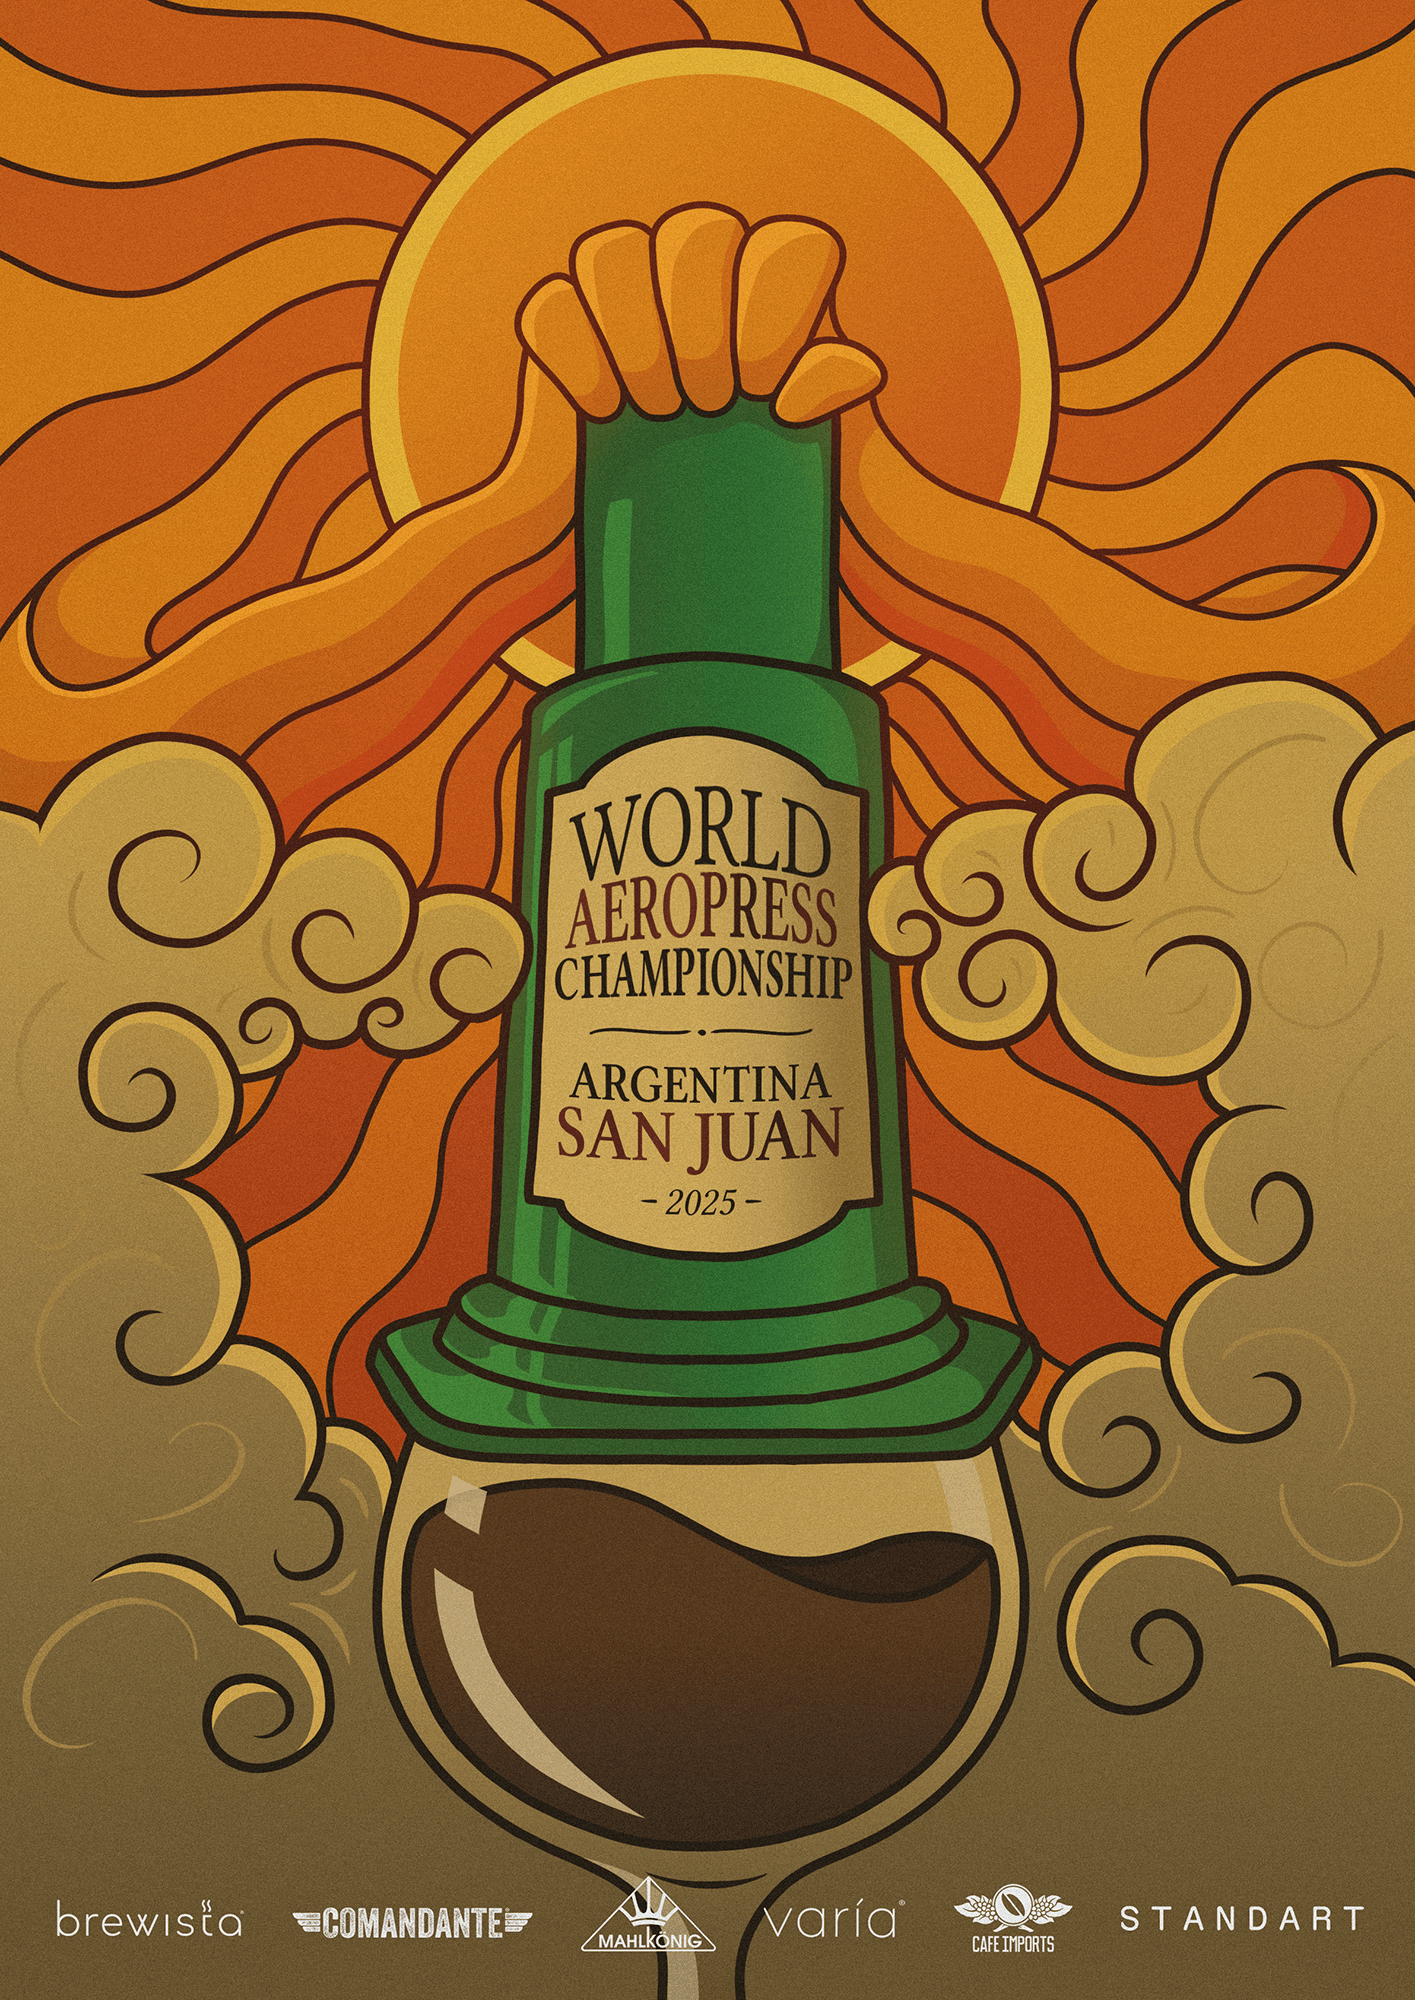 WORLD
AEROPRESS
CHAMPIONSHIP
ARGENTINA
SAN JUAN
- 2025 -
brewista® COMANDANTE® MAHLKÖNIG varía® CAFE IMPORTS STANDART